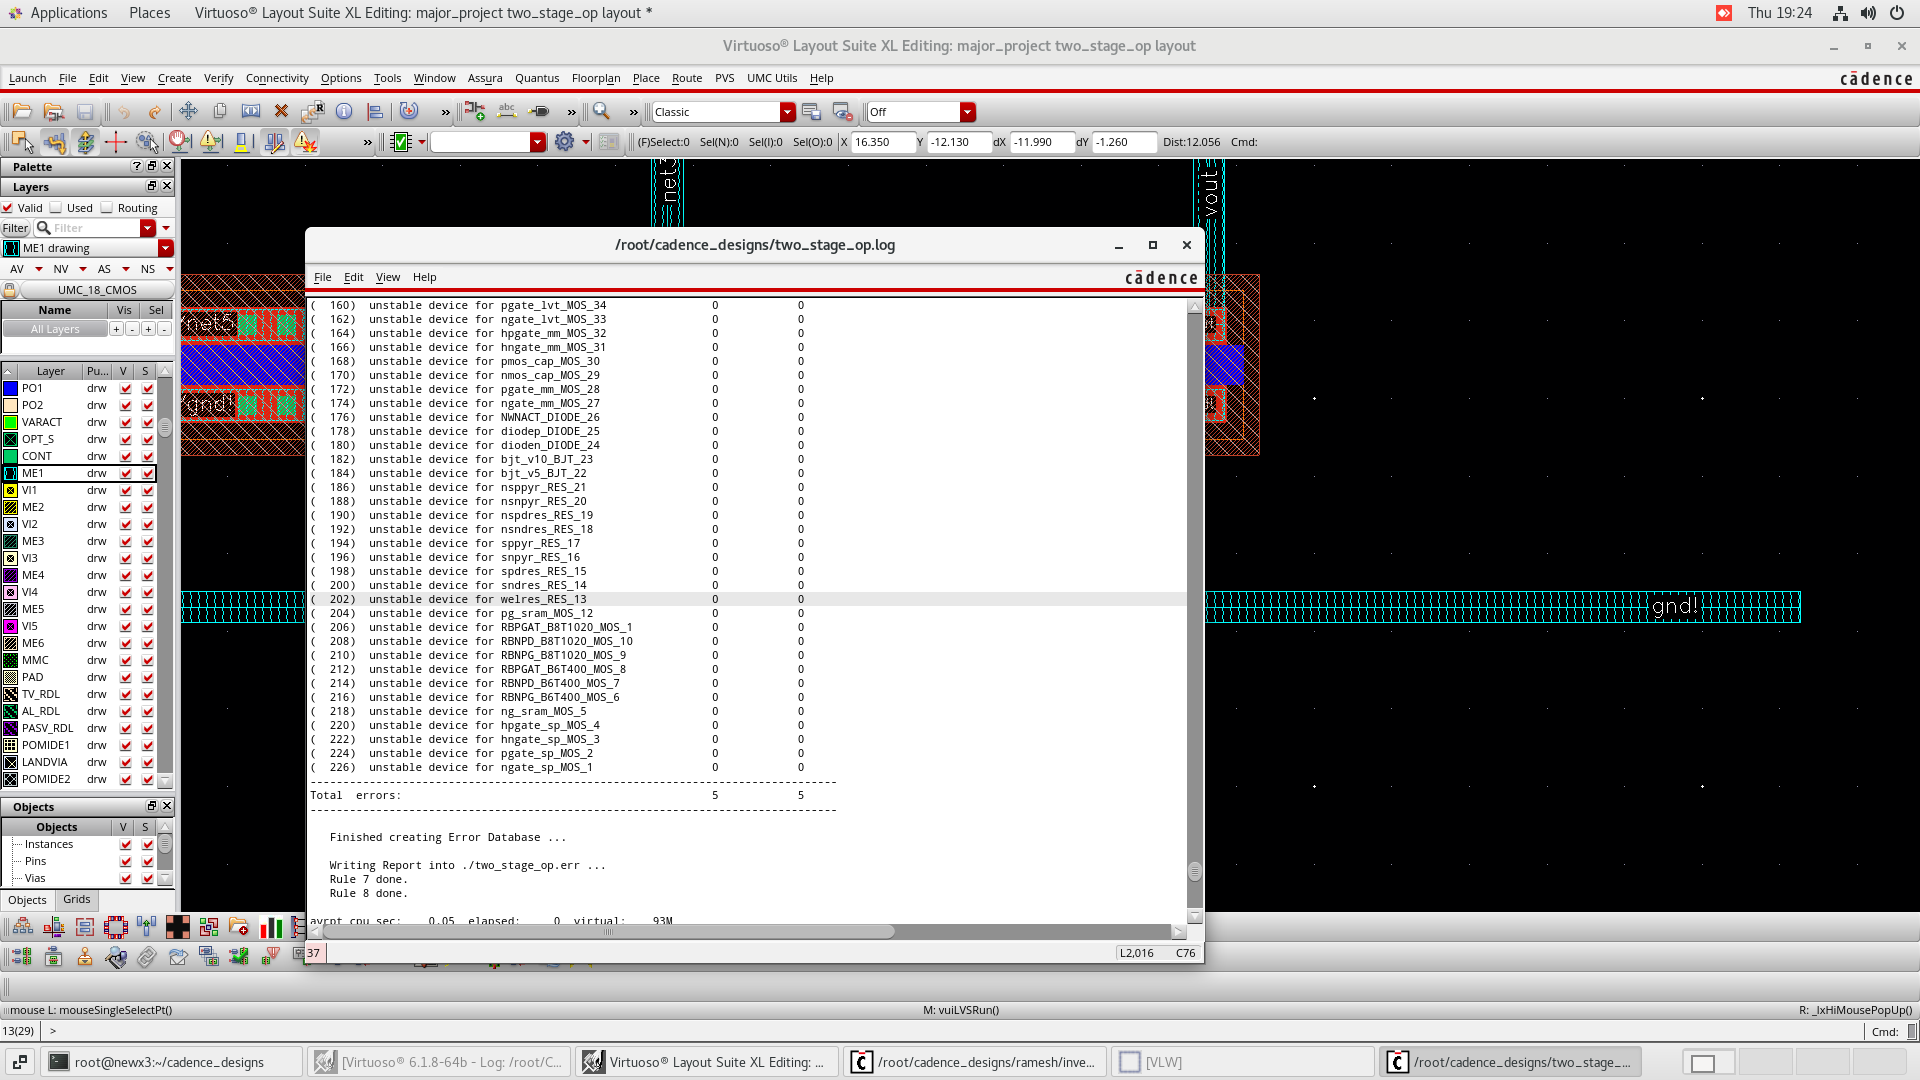 Applications Places Virtuoso® Layout Suite XL Editing: major_project two_stage_op layout * Thu 19:24
Virtuoso® Layout Suite XL Editing: major_project two_stage_op layout
Launch File Edit View Create Verify Connectivity Options Tools Window Assura Quantus Floorplan Place Route PVS UMC Utils Help cādence
Classic Off
(F)Select:0 Sel(N):0 Sel(I):0 Sel(O):0 X 16.350 Y -12.130 dX -11.990 dY -1.260 Dist:12.056 Cmd:
Palette
Layers
Valid Used Routing
Filter Filter
ME1 drawing
AV NV AS NS
UMC_18_CMOS
Name Vis Sel
All Layers + - + -
Layer Pu... V S
PO1 drw
PO2 drw
VARACT drw
OPT_S drw
CONT drw
ME1 drw
VI1 drw
ME2 drw
VI2 drw
ME3 drw
VI3 drw
ME4 drw
VI4 drw
ME5 drw
VI5 drw
ME6 drw
MMC drw
PAD drw
TV_RDL drw
AL_RDL drw
PASV_RDL drw
POMIDE1 drw
LANDVIA drw
POMIDE2 drw
Objects
Objects V S
Instances
Pins
Vias
Objects Grids
vout
net5
gnd!
gnd!
/root/cadence_designs/two_stage_op.log
File Edit View Help cādence
( 160) unstable device for pgate_lvt_MOS_34 0 0
( 162) unstable device for ngate_lvt_MOS_33 0 0
( 164) unstable device for hpgate_mm_MOS_32 0 0
( 166) unstable device for hngate_mm_MOS_31 0 0
( 168) unstable device for pmos_cap_MOS_30 0 0
( 170) unstable device for nmos_cap_MOS_29 0 0
( 172) unstable device for pgate_mm_MOS_28 0 0
( 174) unstable device for ngate_mm_MOS_27 0 0
( 176) unstable device for NWNACT_DIODE_26 0 0
( 178) unstable device for diodep_DIODE_25 0 0
( 180) unstable device for dioden_DIODE_24 0 0
( 182) unstable device for bjt_v10_BJT_23 0 0
( 184) unstable device for bjt_v5_BJT_22 0 0
( 186) unstable device for nsppyr_RES_21 0 0
( 188) unstable device for nsnpyr_RES_20 0 0
( 190) unstable device for nspdres_RES_19 0 0
( 192) unstable device for nsndres_RES_18 0 0
( 194) unstable device for sppyr_RES_17 0 0
( 196) unstable device for snpyr_RES_16 0 0
( 198) unstable device for spdres_RES_15 0 0
( 200) unstable device for sndres_RES_14 0 0
( 202) unstable device for welres_RES_13 0 0
( 204) unstable device for pg_sram_MOS_12 0 0
( 206) unstable device for RBPGAT_B8T1020_MOS_1 0 0
( 208) unstable device for RBNPD_B8T1020_MOS_10 0 0
( 210) unstable device for RBNPG_B8T1020_MOS_9 0 0
( 212) unstable device for RBPGAT_B6T400_MOS_8 0 0
( 214) unstable device for RBNPD_B6T400_MOS_7 0 0
( 216) unstable device for RBNPG_B6T400_MOS_6 0 0
( 218) unstable device for ng_sram_MOS_5 0 0
( 220) unstable device for hpgate_sp_MOS_4 0 0
( 222) unstable device for hngate_sp_MOS_3 0 0
( 224) unstable device for pgate_sp_MOS_2 0 0
( 226) unstable device for ngate_sp_MOS_1 0 0
Total errors: 5 5
Finished creating Error Database ...
Writing Report into ./two_stage_op.err ...
Rule 7 done.
Rule 8 done.
avrpt cpu sec: 0.05 elapsed: 0 virtual: 93M
37 L2,016 C76
mouse L: mouseSingleSelectPt() M: vuiLVSRun() R: _lxHiMousePopUp()
13(29) > Cmd:
root@newx3:~/cadence_designs [Virtuoso® 6.1.8-64b - Log: /root/C... Virtuoso® Layout Suite XL Editing: ... /root/cadence_designs/ramesh/inve... [VLW] /root/cadence_designs/two_stage_...